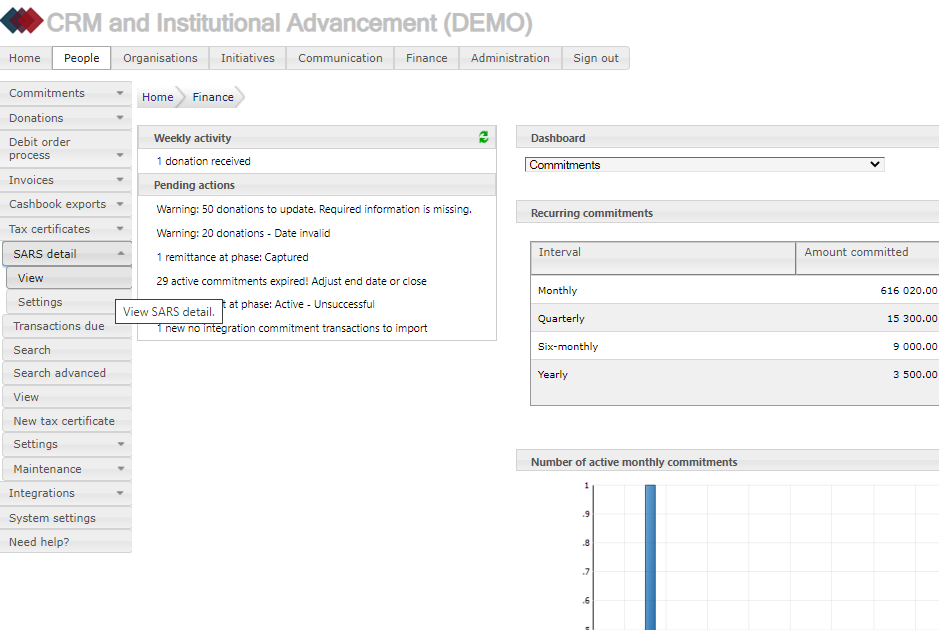 CRM and Institutional Advancement (DEMO)
Home People Organisations Initiatives Communication Finance Administration Sign out
Commitments
Donations
Debit order
process
Invoices
Cashbook exports
Tax certificates
SARS detail
View
Settings
Transactions due
Search
Search advanced
View
New tax certificate
Settings
Maintenance
Integrations
System settings
Need help?
View SARS detail.
Home Finance
Weekly activity
1 donation received
Pending actions
Warning: 50 donations to update. Required information is missing.
Warning: 20 donations - Date invalid
1 remittance at phase: Captured
29 active commitments expired! Adjust end date or close
at phase: Active - Unsuccessful
1 new no integration commitment transactions to import
Dashboard
Commitments
Recurring commitments
Interval Amount committed
Monthly 616 020.00
Quarterly 15 300.00
Six-monthly 9 000.00
Yearly 3 500.00
Number of active monthly commitments
1
.9
.8
.7
.6